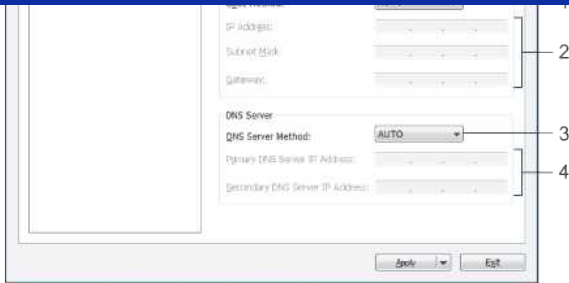 IP Address:
2
Subnet Mask:
Gateway:
DNS Server
DNS Server Method: AUTO 3
Primary DNS Server IP Address:
4
Secondary DNS Server IP Address:
Apply Exit